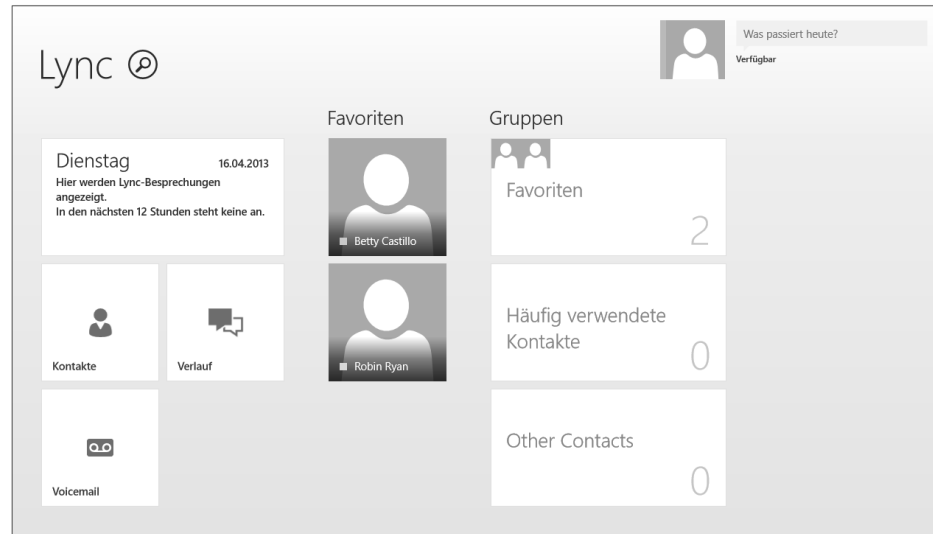 Lync
Was passiert heute?
Verfügbar
Favoriten
Gruppen
Dienstag 16.04.2013
Hier werden Lync-Besprechungen
angezeigt.
In den nächsten 12 Stunden steht keine an.
Betty Castillo
Favoriten
2
Kontakte
Verlauf
Robin Ryan
Häufig verwendete
Kontakte
0
Voicemail
Other Contacts
0